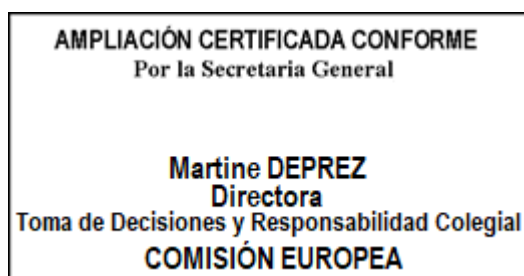 AMPLIACIÓN CERTIFICADA CONFORME
Por la Secretaria General
Martine DEPREZ
Directora
Toma de Decisiones y Responsabilidad Colegial
COMISIÓN EUROPEA